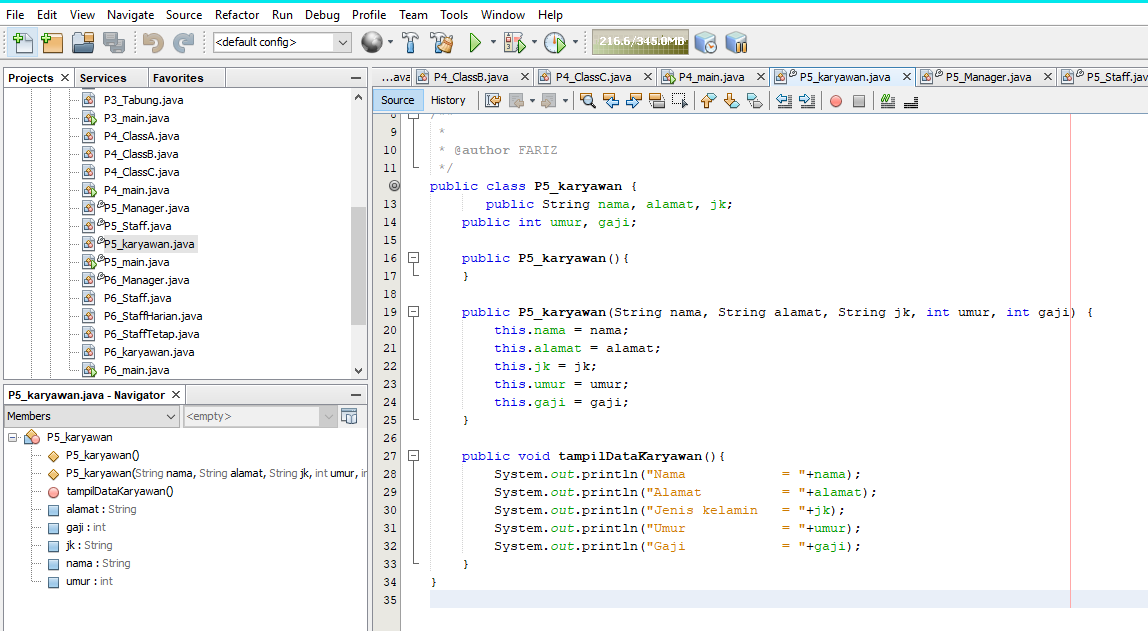 File Edit View Navigate Source Refactor Run Debug Profile Team Tools Window Help
<default config>
216.6/345.0MB
Projects Services Favorites
P3_Tabung.java
P3_main.java
P4_ClassA.java
P4_ClassB.java
P4_ClassC.java
P4_main.java
P5_Manager.java
P5_Staff.java
P5_karyawan.java
P5_main.java
P6_Manager.java
P6_Staff.java
P6_StaffHarian.java
P6_StaffTetap.java
P6_karyawan.java
P6_main.java
P5_karyawan.java - Navigator
Members <empty>
P5_karyawan
P5_karyawan()
P5_karyawan(String nama, String alamat, String jk, int umur, in
tampilDataKaryawan()
alamat : String
gaji : int
jk : String
nama : String
umur : int
...ava P4_ClassB.java P4_ClassC.java P4_main.java P5_karyawan.java P5_Manager.java P5_Staff.jav
Source History
8 /**
9 *
10 * @author FARIZ
11 */
public class P5_karyawan {
13 public String nama, alamat, jk;
14 public int umur, gaji;
15
16 public P5_karyawan(){
17 }
18
19 public P5_karyawan(String nama, String alamat, String jk, int umur, int gaji) {
20 this.nama = nama;
21 this.alamat = alamat;
22 this.jk = jk;
23 this.umur = umur;
24 this.gaji = gaji;
25 }
26
27 public void tampilDataKaryawan(){
28 System.out.println("Nama            = "+nama);
29 System.out.println("Alamat          = "+alamat);
30 System.out.println("Jenis kelamin   = "+jk);
31 System.out.println("Umur            = "+umur);
32 System.out.println("Gaji            = "+gaji);
33 }
34 }
35